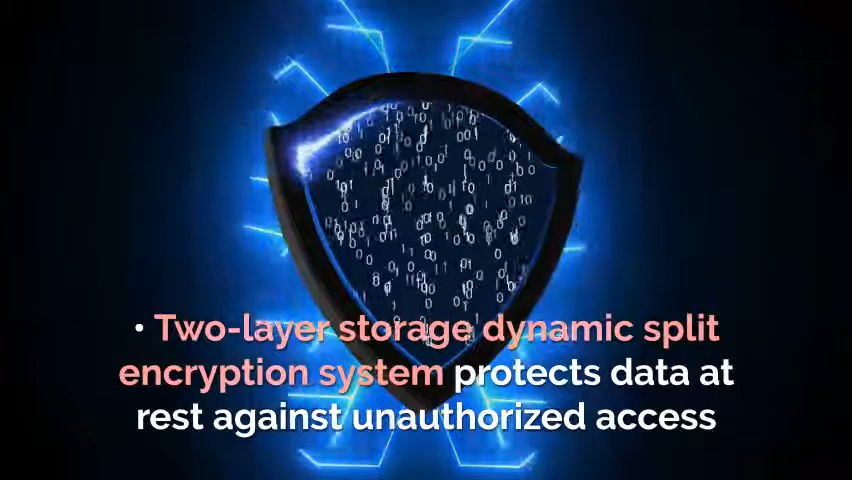 • Two-layer storage dynamic split
encryption system protects data at
rest against unauthorized access